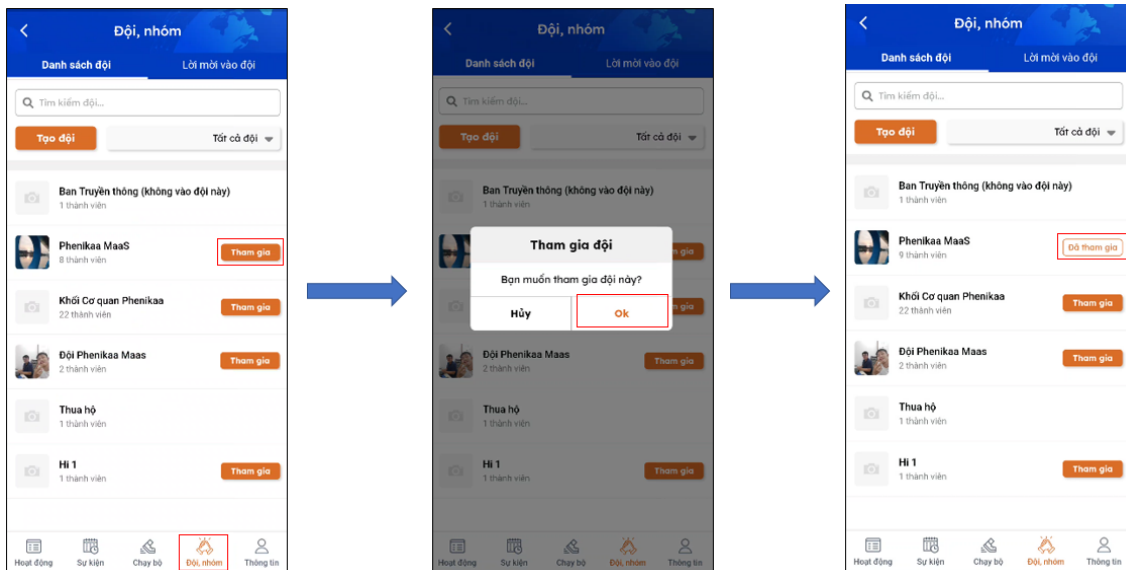 Đội, nhóm
Danh sách đội Lời mời vào đội
Tìm kiếm đội...
Tạo đội Tất cả đội
Ban Truyền thông (không vào đội này)
1 thành viên
Phenikaa MaaS Tham gia
8 thành viên
Khối Cơ quan Phenikaa Tham gia
22 thành viên
Đội Phenikaa Maas Tham gia
2 thành viên
Thua hộ
1 thành viên
Hi 1 Tham gia
1 thành viên
Hoạt động Sự kiện Chạy bộ Đội, nhóm Thông tin
Đội, nhóm
Danh sách đội Lời mời vào đội
Tìm kiếm đội...
Tạo đội Tất cả đội
Ban Truyền thông (không vào đội này)
1 thành viên
Tham gia đội
Bạn muốn tham gia đội này?
Hủy Ok
Đội Phenikaa Maas Tham gia
2 thành viên
Thua hộ
1 thành viên
Hi 1 Tham gia
1 thành viên
Hoạt động Sự kiện Chạy bộ Đội, nhóm Thông tin
Đội, nhóm
Danh sách đội Lời mời vào đội
Tìm kiếm đội...
Tạo đội Tất cả đội
Ban Truyền thông (không vào đội này)
1 thành viên
Phenikaa MaaS Đã tham gia
9 thành viên
Khối Cơ quan Phenikaa Tham gia
22 thành viên
Đội Phenikaa Maas Tham gia
2 thành viên
Thua hộ
1 thành viên
Hi 1 Tham gia
1 thành viên
Hoạt động Sự kiện Chạy bộ Đội, nhóm Thông tin